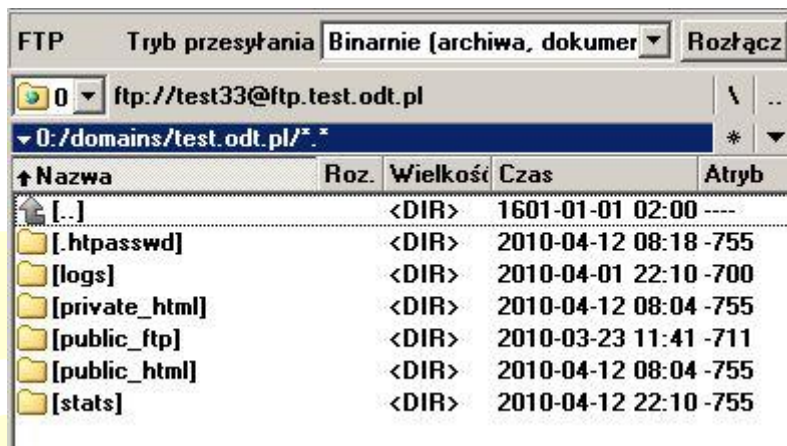 FTP Tryb przesyłania Binarnie (archiwa, dokumer Rozłącz
0 ftp://test33@ftp.test.odt.pl \ ..
0:/domains/test.odt.pl/*.* *
Nazwa Roz. Wielkość Czas Atryb
[..] <DIR> 1601-01-01 02:00 ----
[.htpasswd] <DIR> 2010-04-12 08:18 -755
[logs] <DIR> 2010-04-01 22:10 -700
[private_html] <DIR> 2010-04-12 08:04 -755
[public_ftp] <DIR> 2010-03-23 11:41 -711
[public_html] <DIR> 2010-04-12 08:04 -755
[stats] <DIR> 2010-04-12 22:10 -755